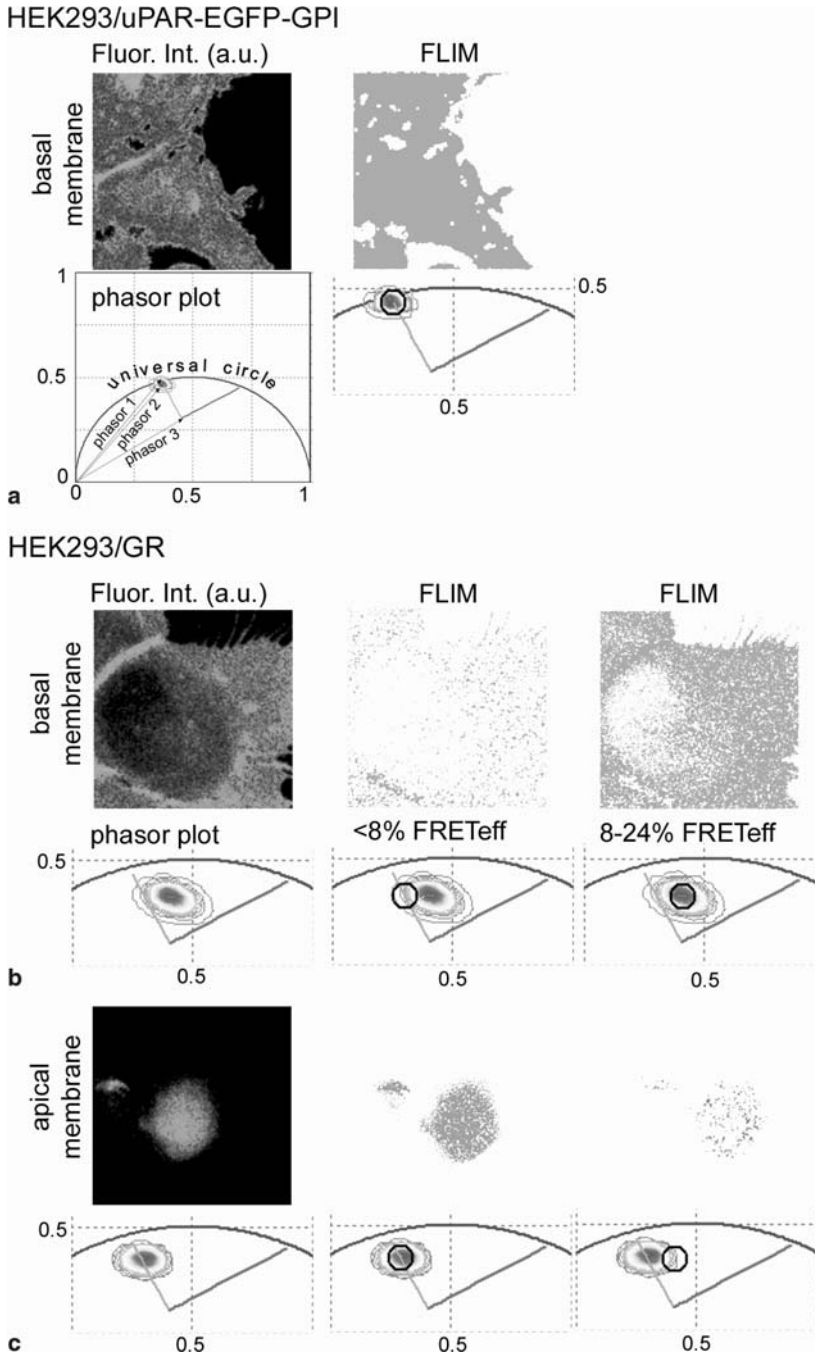 HEK293/uPAR-EGFP-GPI
Fluor. Int. (a.u.)
FLIM
basal
membrane
1
phasor plot
0.5
universal circle
phasor 1
phasor 2
phasor 3
0
0
0.5
1
0.5
0.5
a
HEK293/GR
Fluor. Int. (a.u.)
FLIM
FLIM
basal
membrane
phasor plot
<8% FRETeff
8-24% FRETeff
0.5
0.5
0.5
0.5
b
apical
membrane
0.5
0.5
0.5
0.5
c